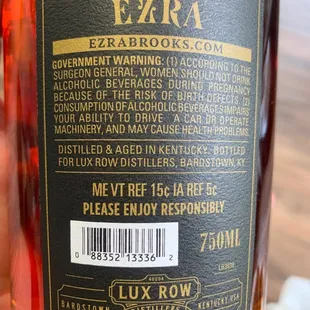 EZRA
EZRABROOKS.COM
GOVERNMENT WARNING: (1) ACCORDING TO THE
SURGEON GENERAL, WOMEN SHOULD NOT DRINK
ALCOHOLIC BEVERAGES DURING PREGNANCY
BECAUSE OF THE RISK OF BIRTH DEFECTS. (2)
CONSUMPTION OF ALCOHOLIC BEVERAGES IMPAIRS
YOUR ABILITY TO DRIVE A CAR OR OPERATE
MACHINERY, AND MAY CAUSE HEALTH PROBLEMS.
DISTILLED & AGED IN KENTUCKY. BOTTLED
FOR LUX ROW DISTILLERS, BARDSTOWN, KY.
ME VT REF 15¢ IA REF 5¢
PLEASE ENJOY RESPONSIBLY
750ML
0 88352 13336 2
LUX ROW
BARDSTOWN DISTILLERS KENTUCKY, USA